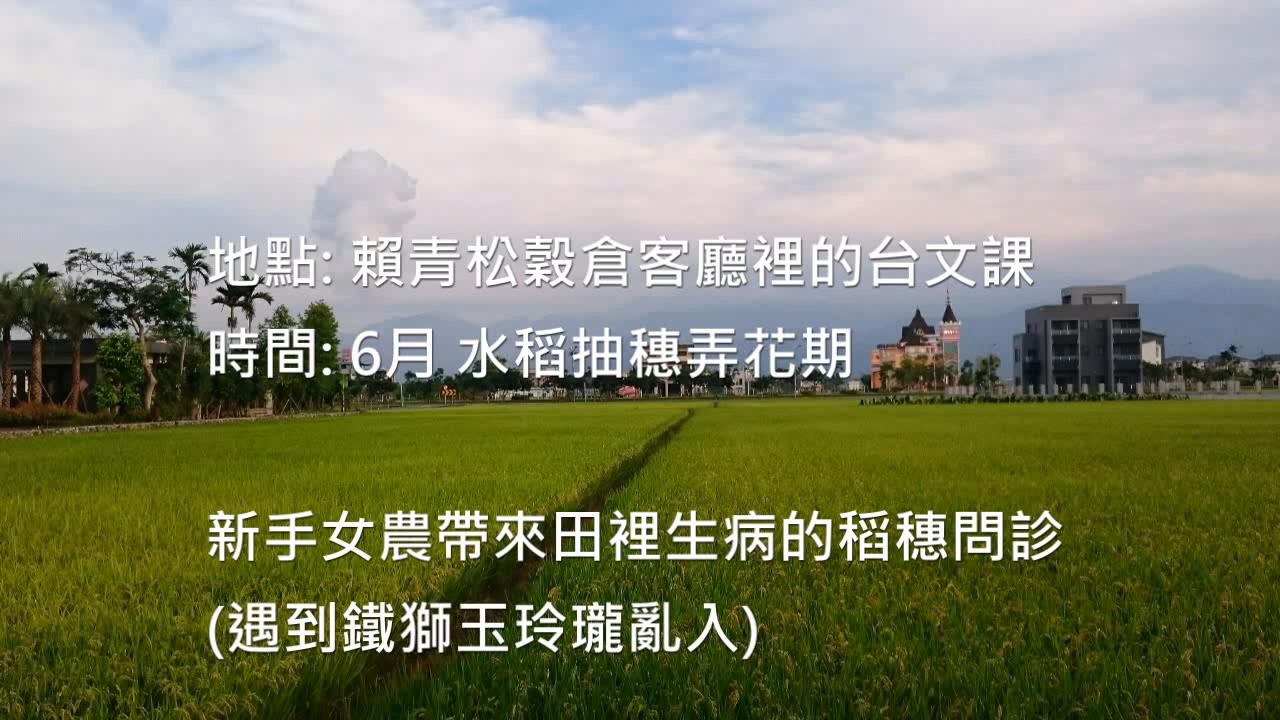 地點: 賴青松穀倉客廳裡的台文課
時間: 6月 水稻抽穗弄花期
新手女農帶來田裡生病的稻穗問診
(遇到鐵獅玉玲瓏亂入)